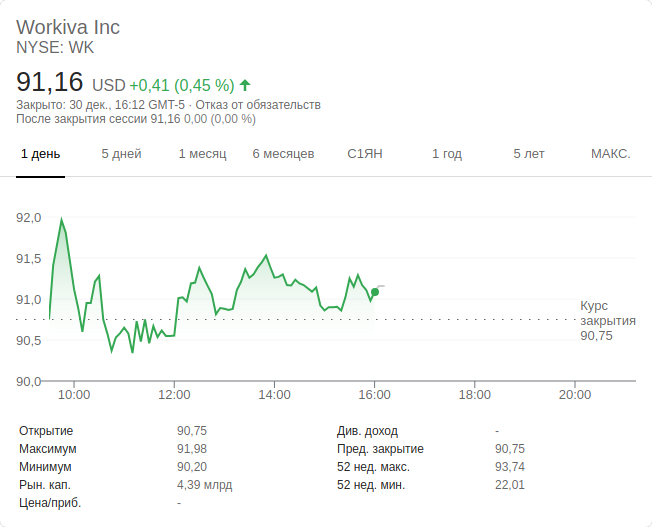 Workiva Inc
NYSE: WK
91,16 USD +0,41 (0,45 %)
Закрыто: 30 дек., 16:12 GMT-5 · Отказ от обязательств
После закрытия сессии 91,16 0,00 (0,00 %)
1 день 5 дней 1 месяц 6 месяцев С1ЯН 1 год 5 лет МАКС.
92,0
91,5
91,0
Курс
закрытия
90,75
90,5
90,0
10:00 12:00 14:00 16:00 18:00 20:00
Открытие 90,75 Див. доход -
Максимум 91,98 Пред. закрытие 90,75
Минимум 90,20 52 нед. макс. 93,74
Рын. кап. 4,39 млрд 52 нед. мин. 22,01
Цена/приб. -